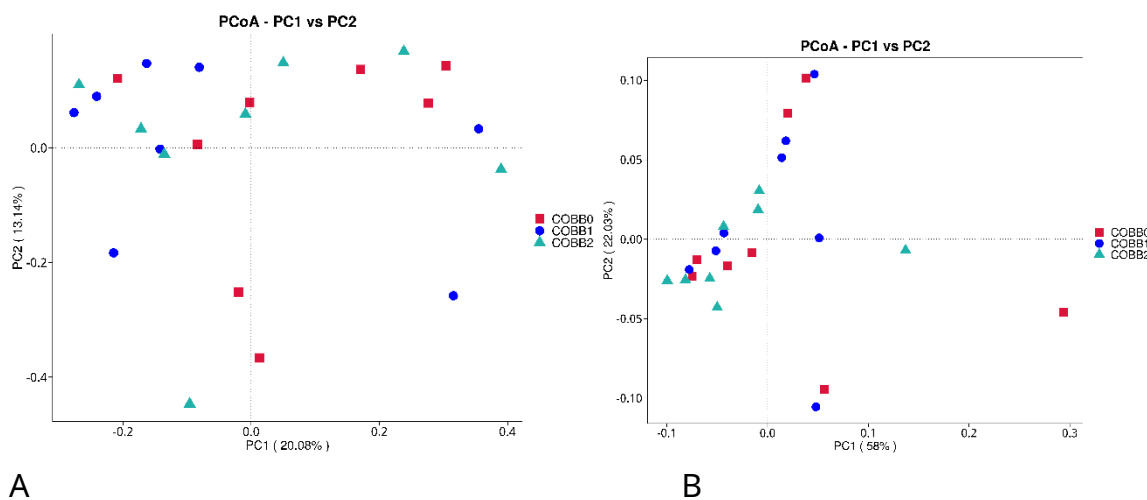 PCoA - PC1 vs PC2
0.0
-0.2
-0.4
PC2 ( 13.14%)
-0.2
0.0
0.2
0.4
PC1 ( 20.08%)
COBB0
COBB1
COBB2
A
PCoA - PC1 vs PC2
0.10
0.05
0.00
-0.05
-0.10
PC2 ( 22.03%)
-0.1
0.0
0.1
0.2
0.3
PC1 ( 58%)
COBB0
COBB1
COBB2
B